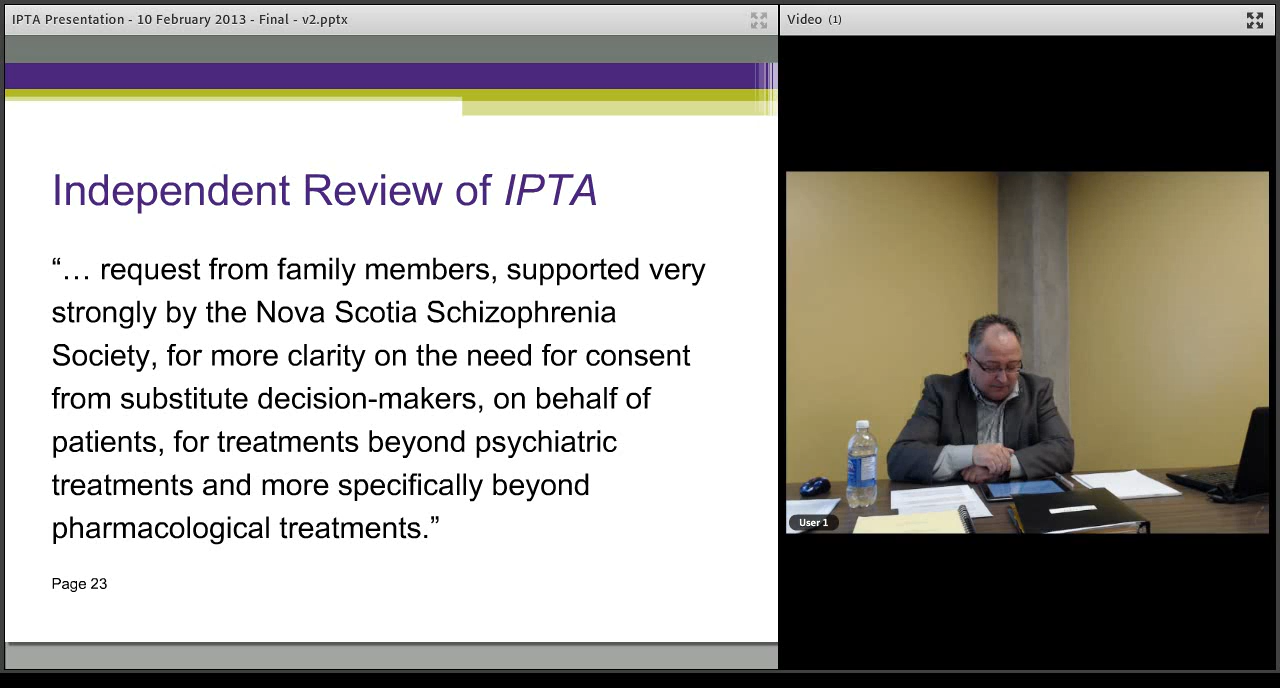 IPTA Presentation - 10 February 2013 - Final - v2.pptx
Video (1)
Independent Review of IPTA
“… request from family members, supported very
strongly by the Nova Scotia Schizophrenia
Society, for more clarity on the need for consent
from substitute decision-makers, on behalf of
patients, for treatments beyond psychiatric
treatments and more specifically beyond
pharmacological treatments.”
Page 23
User 1